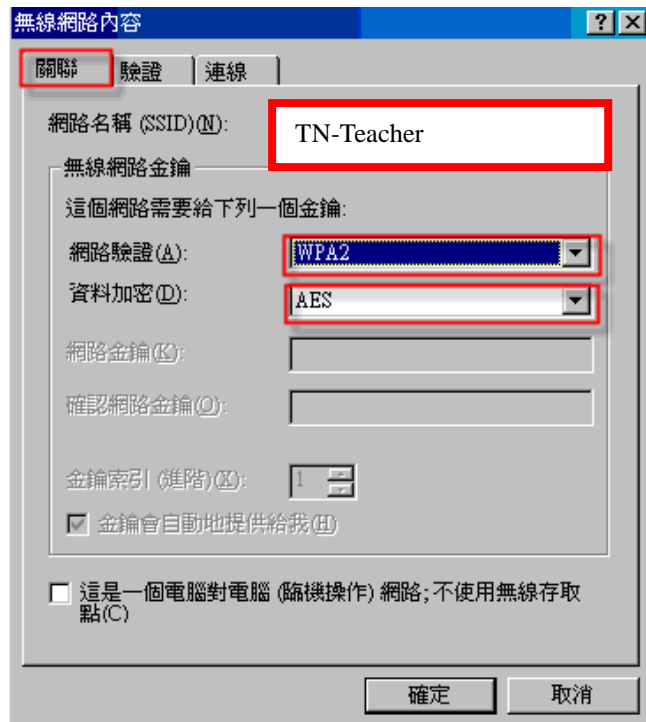 無線網路內容
關聯 驗證 連線
網路名稱 (SSID)(N):
TN-Teacher
無線網路金鑰
這個網路需要給下列一個金鑰:
網路驗證(A):
WPA2
資料加密(D):
AES
網路金鑰(K):
確認網路金鑰(O):
金鑰索引 (進階)(X):
1
金鑰會自動地提供給我(H)
這是一個電腦對電腦 (臨機操作) 網路;不使用無線存取
點(C)
確定 取消